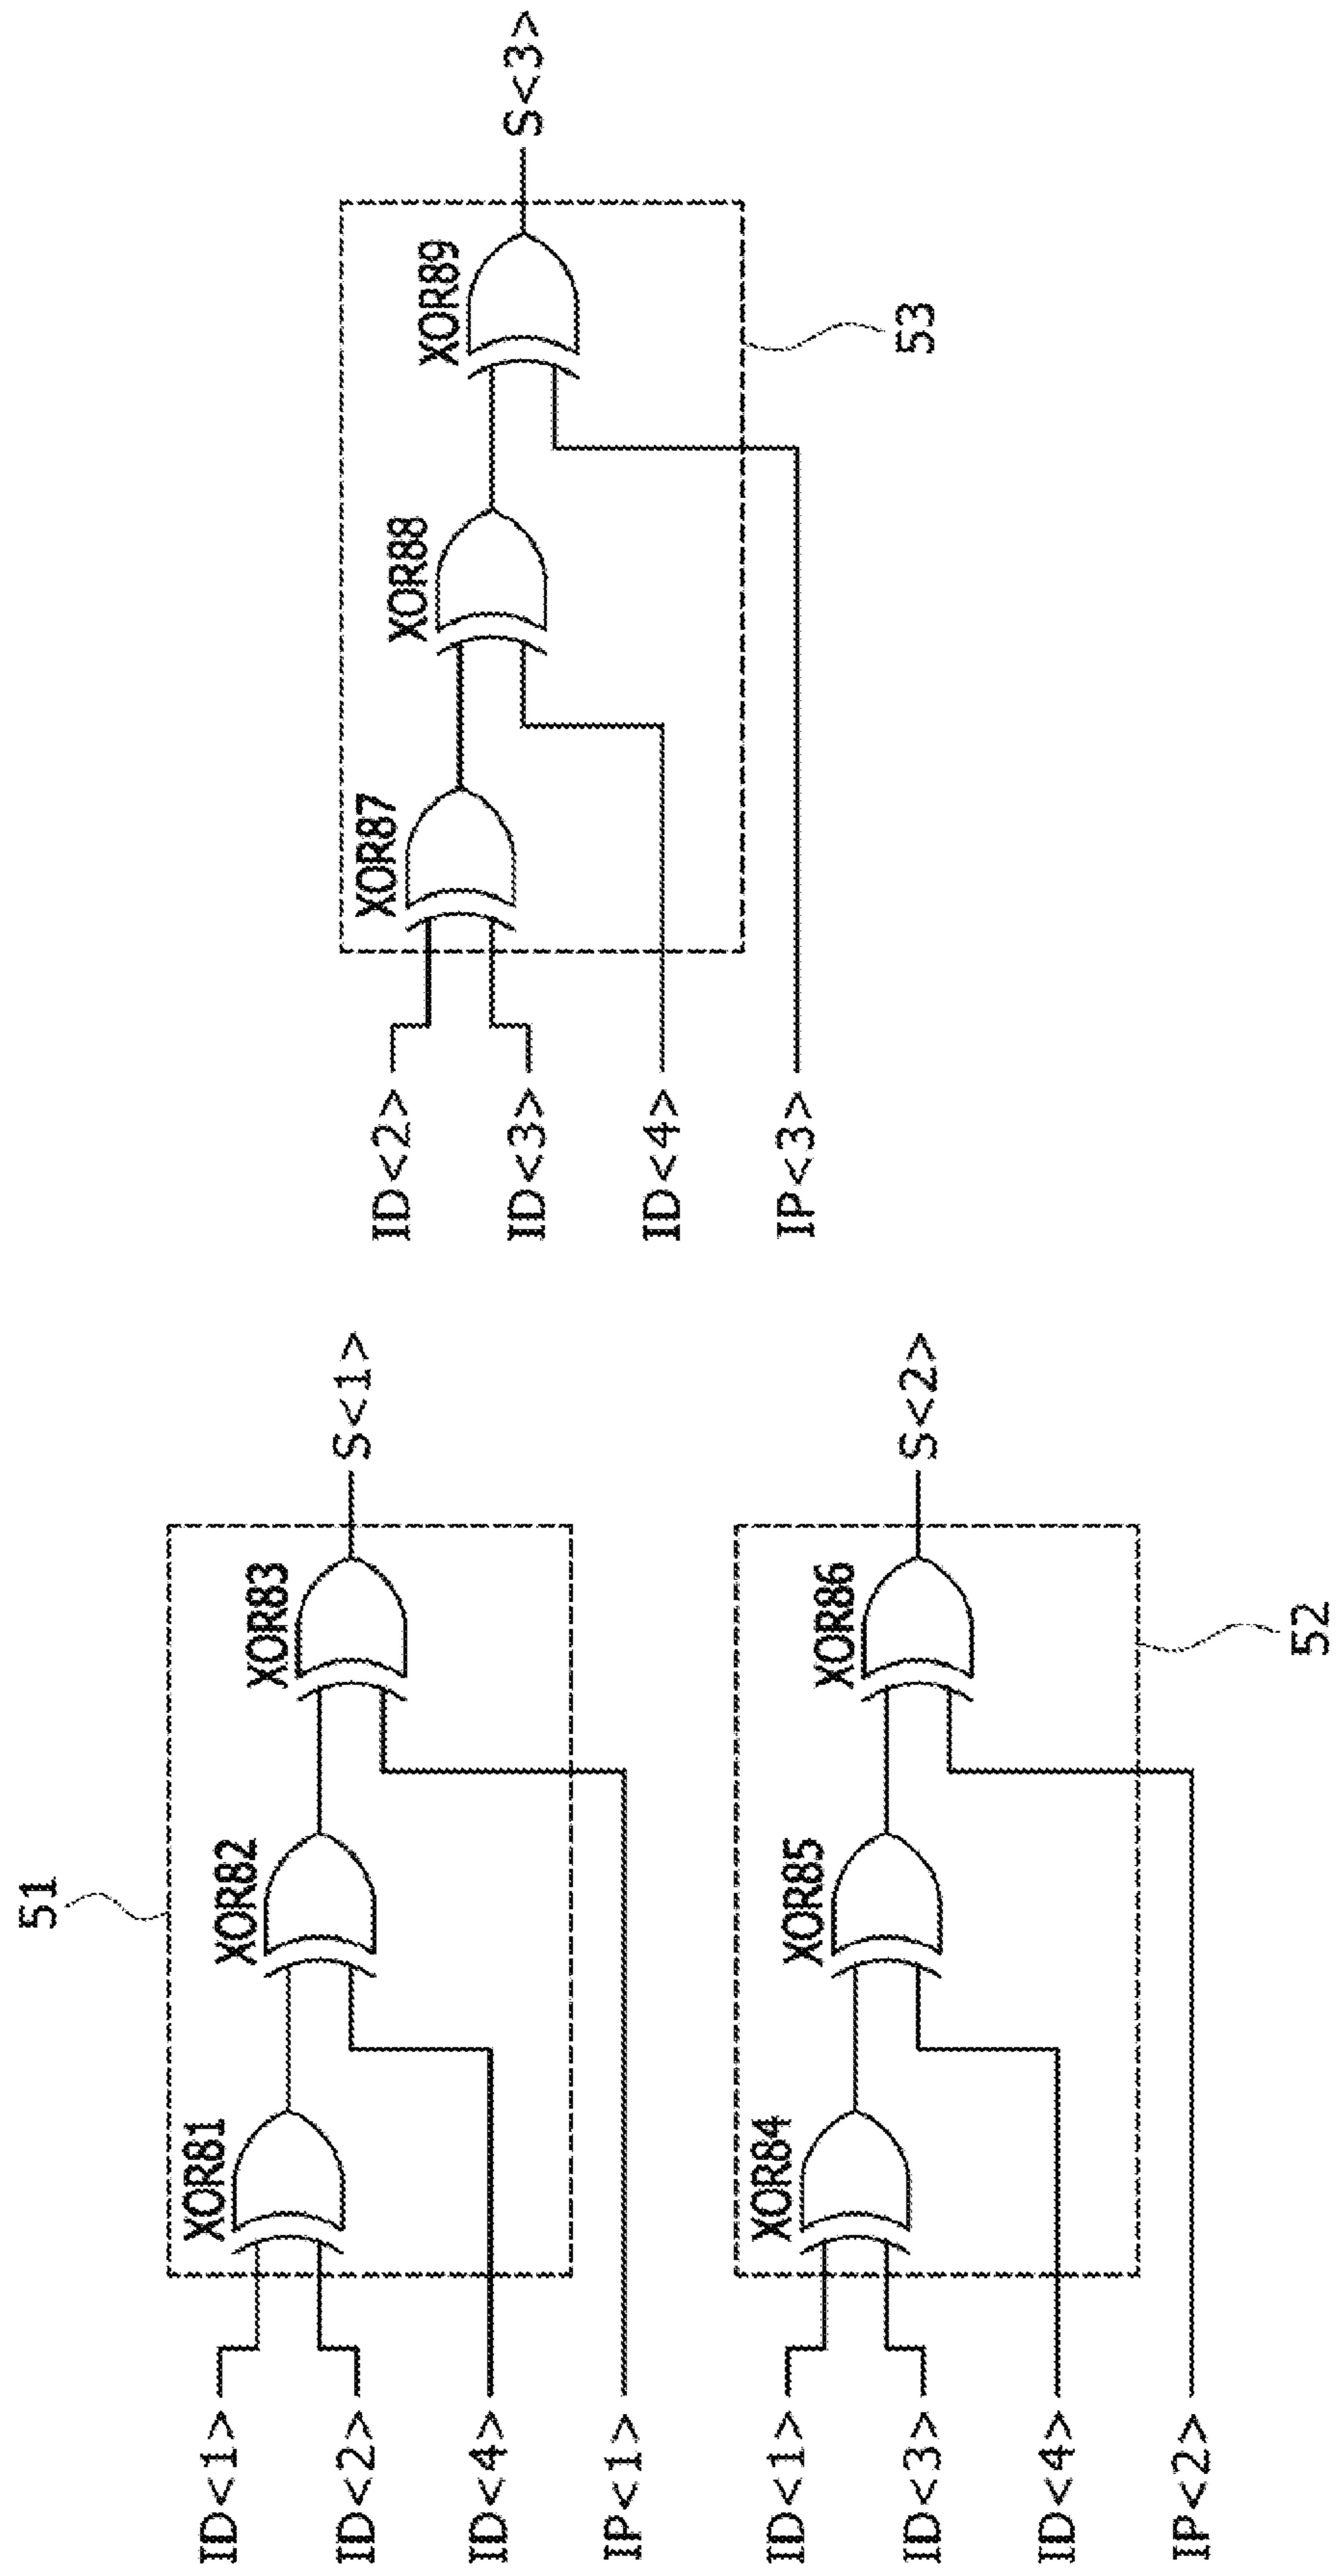 51
XOR81
XOR82
XOR83
ID<1>
ID<2>
ID<4>
IP<1>
S<1>
XOR84
XOR85
XOR86
ID<1>
ID<3>
ID<4>
IP<2>
S<2>
52
XOR87
XOR88
XOR89
ID<2>
ID<3>
ID<4>
IP<3>
S<3>
53